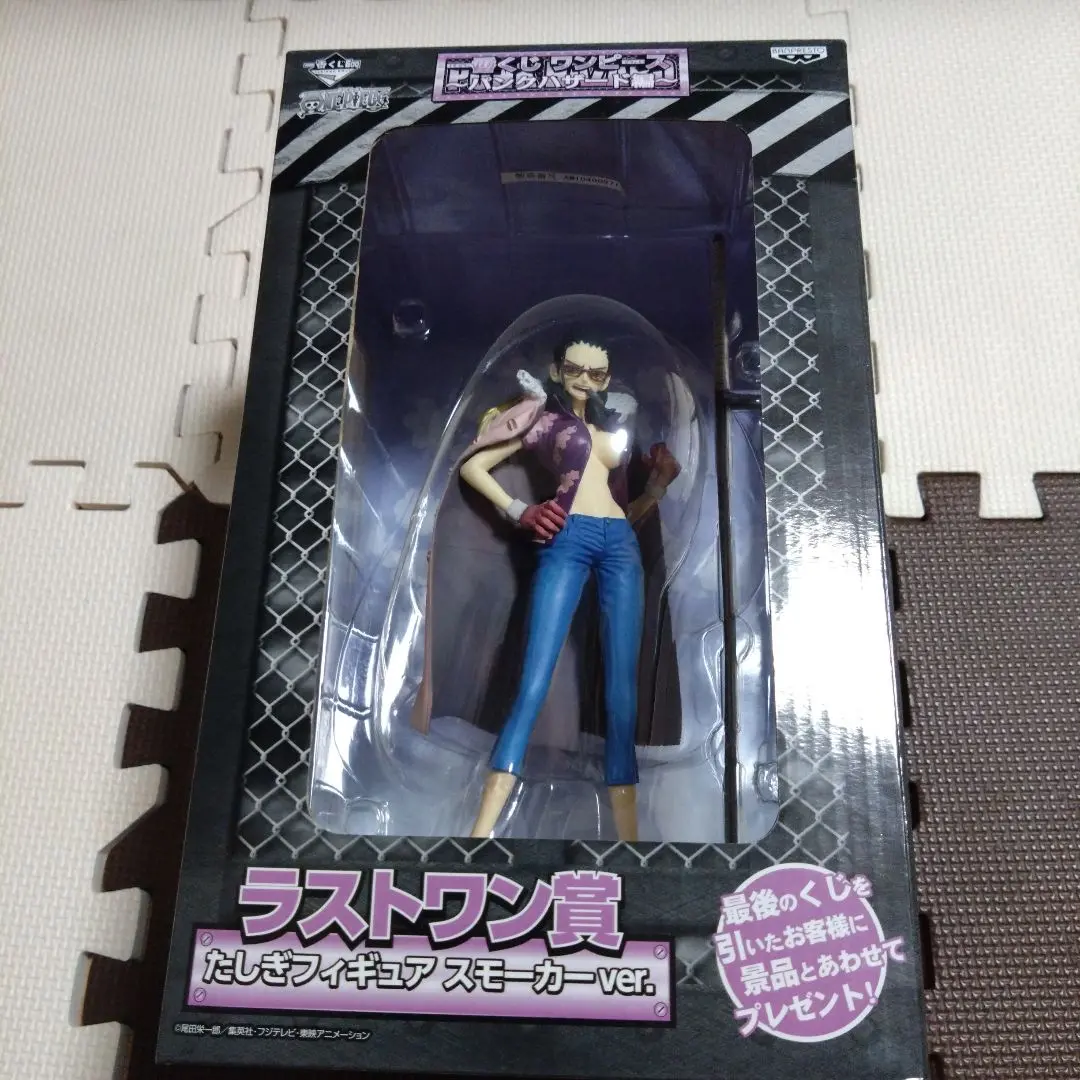 一番くじ
ONE PIECE
一番くじ ワンピース
~パンクハザード編~
BANPRESTO
ラストワン賞
たしぎフィギュア スモーカーver.
最後のくじを
引いたお客様に
景品とあわせて
プレゼント!
©尾田栄一郎/集英社・フジテレビ・東映アニメーション